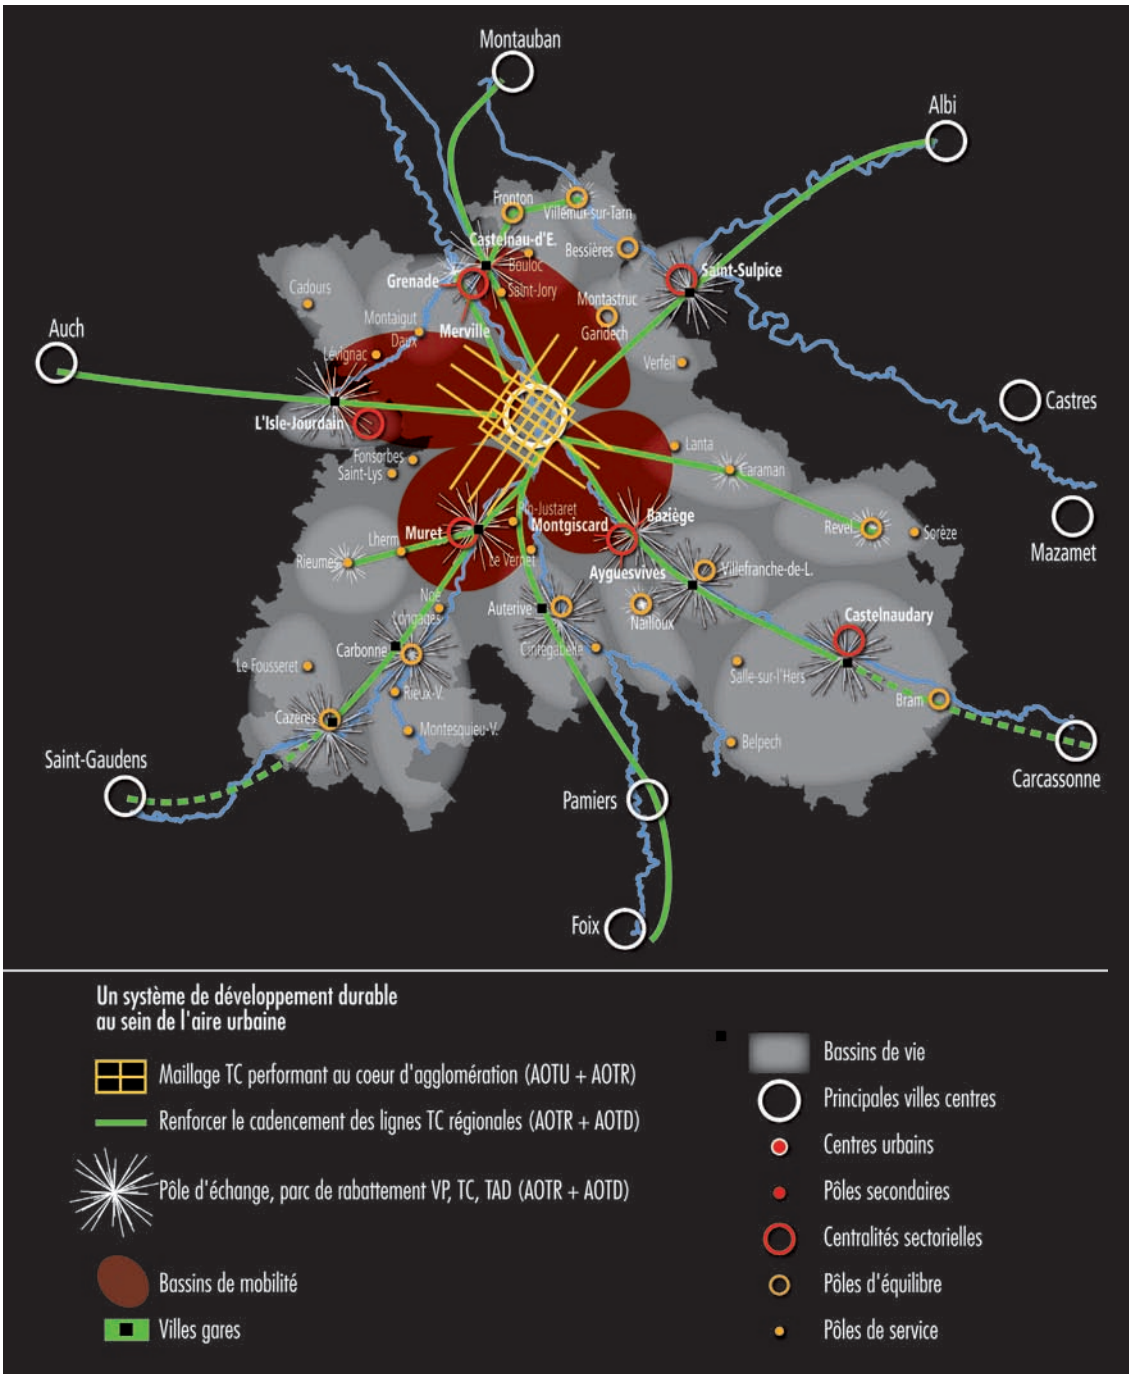 Montauban
Albi
Fronton
Villemur-sur-Tarn
Castelnau-d'E.
Bessières
Bouloc
Saint-Sulpice
Grenade
Saint-Jory
Cadours
Montastruc
Montaigut
Merville
Garidech
Auch
Daux
Lévignac
Verfeil
Castres
L'Isle-Jourdain
Lanta
Fonsorbes
Saint-Lys
Caraman
Pin-Justaret
Muret
Montgiscard
Baziège
Revel
Sorèze
Mazamet
Lherm
Rieumes
Le Vernet
Ayguesvives
Villefranche-de-L.
Noé
Longages
Auterive
Nailloux
Castelnaudary
Carbonne
Cintegabelle
Le Fousseret
Salle-sur-l'Hers
Rieux-V.
Bram
Cazères
Montesquieu-V.
Belpech
Saint-Gaudens
Carcassonne
Pamiers
Foix
Un système de développement durable
au sein de l'aire urbaine
Maillage TC performant au coeur d'agglomération (AOTU + AOTR)
Renforcer le cadencement des lignes TC régionales (AOTR + AOTD)
Pôle d'échange, parc de rabattement VP, TC, TAD (AOTR + AOTD)
Bassins de mobilité
Villes gares
Bassins de vie
Principales villes centres
Centres urbains
Pôles secondaires
Centralités sectorielles
Pôles d'équilibre
Pôles de service